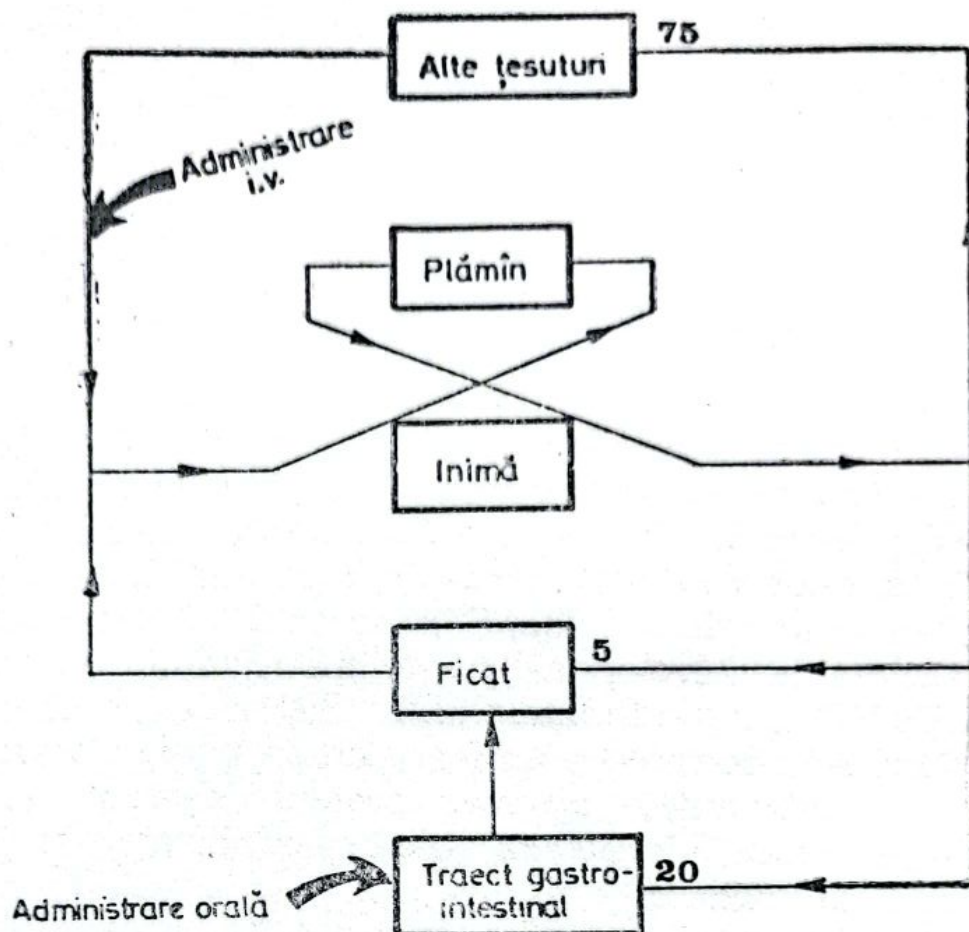 75
Alte țesuturi
Administrare
i.v.
Plămîn
Inimă
5
Ficat
Traect gastro-
intestinal
20
Administrare orală